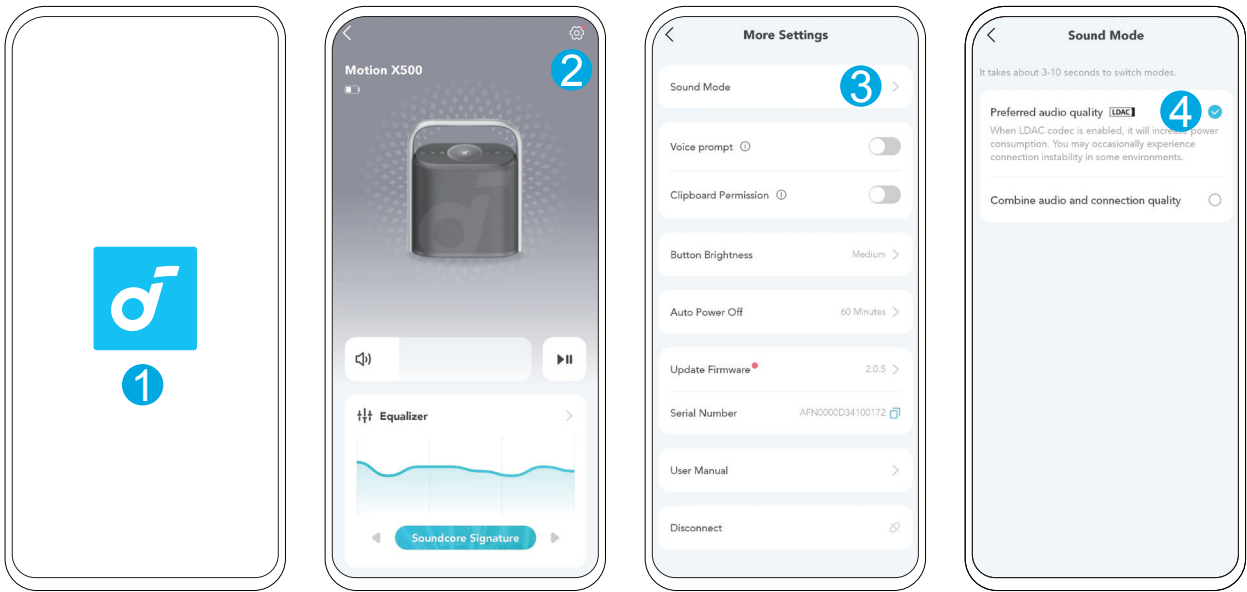 1
Motion X500
2
Equalizer
Soundcore Signature
More Settings
Sound Mode
3
Voice prompt
Clipboard Permission
Button Brightness Medium
Auto Power Off 60 Minutes
Update Firmware 2.0.5
Serial Number AFN0000D34100172
User Manual
Disconnect
Sound Mode
It takes about 3-10 seconds to switch modes.
Preferred audio quality LDAC
4
When LDAC codec is enabled, it will increase power
consumption. You may occasionally experience
connection instability in some environments.
Combine audio and connection quality